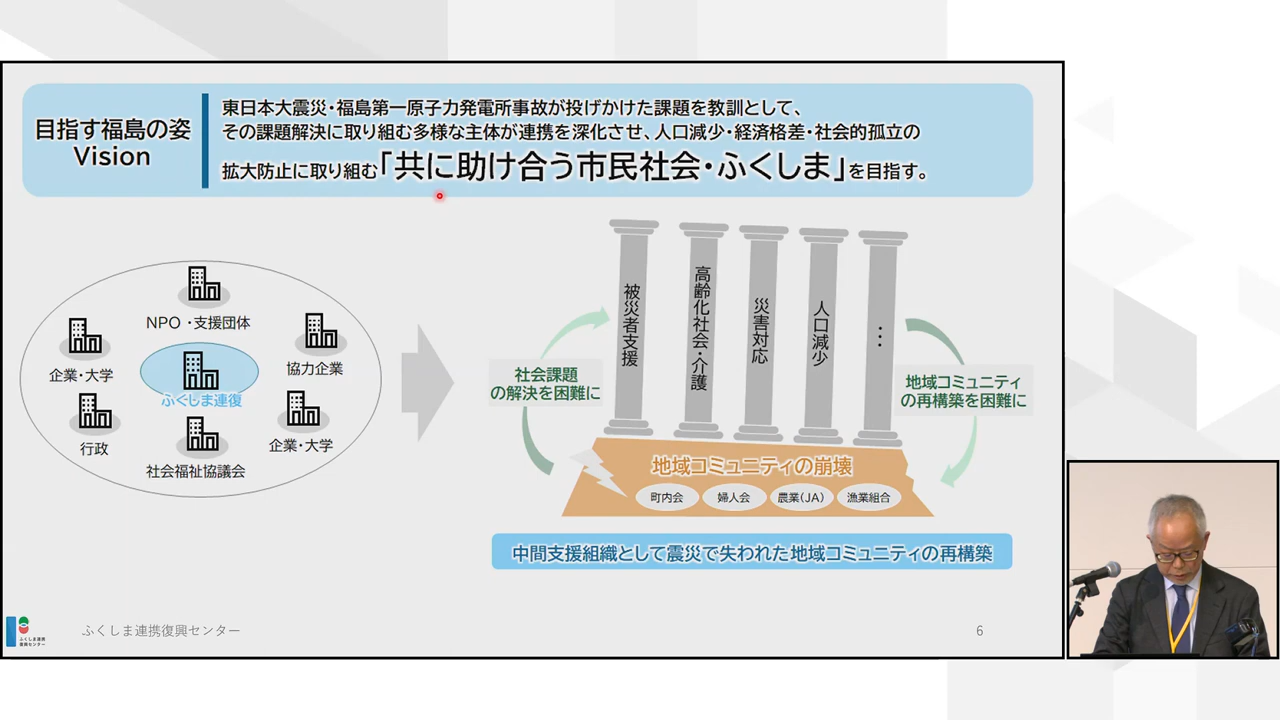 目指す福島の姿
Vision
東日本大震災・福島第一原子力発電所事故が投げかけた課題を教訓として、
その課題解決に取り組む多様な主体が連携を深化させ、人口減少・経済格差・社会的孤立の
拡大防止に取り組む「共に助け合う市民社会・ふくしま」を目指す。
NPO・支援団体
企業・大学
協力企業
ふくしま連復
行政
企業・大学
社会福祉協議会
社会課題
の解決を困難に
被災者支援
高齢化社会・介護
災害対応
人口減少
…
地域コミュニティ
の再構築を困難に
地域コミュニティの崩壊
町内会
婦人会
農業(JA)
漁業組合
中間支援組織として震災で失われた地域コミュニティの再構築
ふくしま連携
復興センター
ふくしま連携復興センター
6